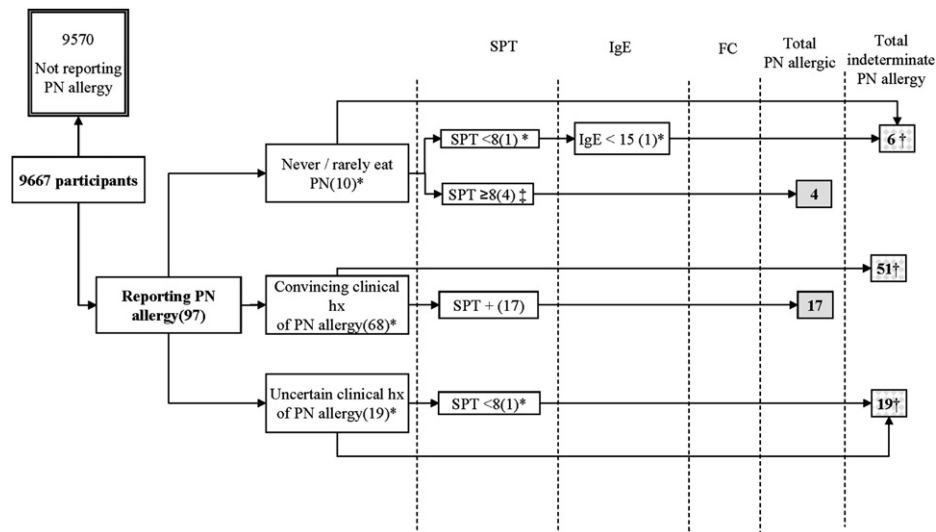 9570
Not reporting
PN allergy
SPT
IgE
FC
Total
PN allergic
Total
indeterminate
PN allergy
9667 participants
Never / rarely eat
PN(10)*
SPT <8(1) *
IgE < 15 (1)*
6 †
SPT ≥8(4) ‡
4
Reporting PN
allergy(97)
Convincing clinical
hx
of PN allergy(68)*
SPT + (17)
17
51†
Uncertain clinical hx
of PN allergy(19)*
SPT <8(1)*
19†